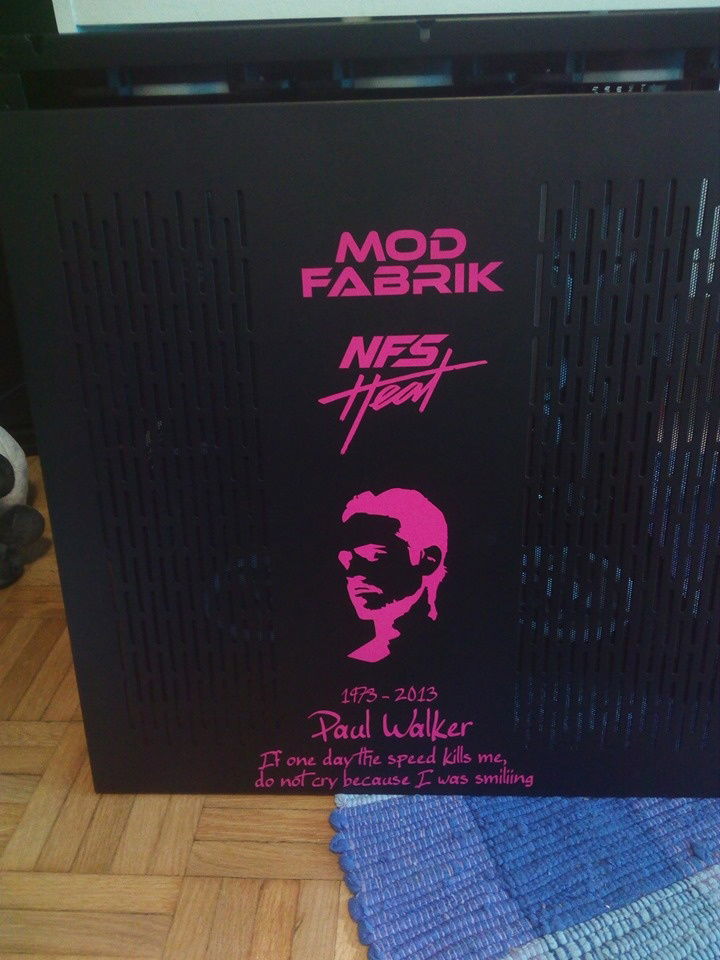 MOD
FABRIK
NFS
Heat
1973 - 2013
Paul Walker
If one day the speed kills me,
do not cry because I was smiliing